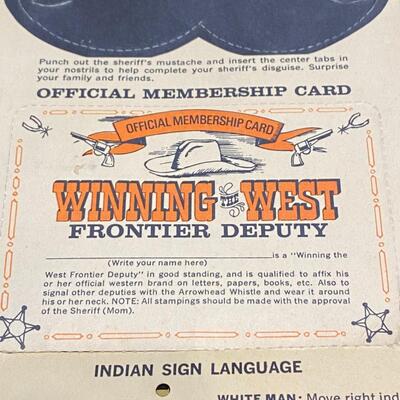 Punch out the sheriff's mustache and insert the center tabs in
your nostrils to help complete your sheriff's disguise. Surprise
your family and friends.
OFFICIAL MEMBERSHIP CARD
OFFICIAL MEMBERSHIP CARD
WINNING THE WEST
FRONTIER DEPUTY
is a "Winning the
(Write your name here)
West Frontier Deputy" in good standing, and is qualified to affix his
or her official western brand on letters, papers, books, etc. Also to
signal other deputies with the Arrowhead Whistle and wear it around
his or her neck. NOTE: All stampings should be made with the approval
of the Sheriff (Mom).
INDIAN SIGN LANGUAGE
WHITE MAN: Move right ind